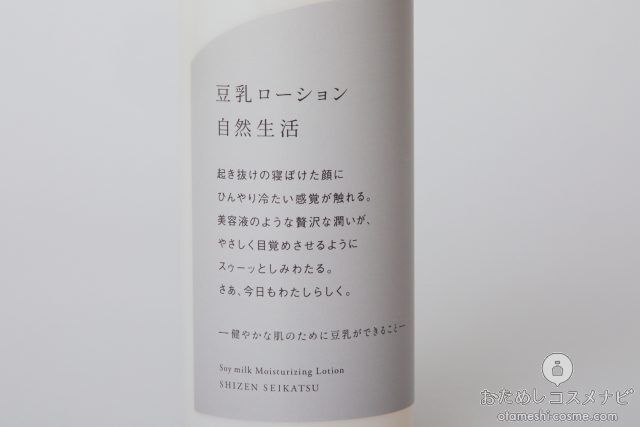 豆乳ローション
自然生活
起き抜けの寝ぼけた顔に
ひんやり冷たい感覚が触れる。
美容液のような贅沢な潤いが、
やさしく目覚めさせるように
スゥーッとしみわたる。
さあ、今日もわたしらしく。
―健やかな肌のために豆乳ができること―
Soy milk Moisturizing Lotion
SHIZEN SEIKATSU
おためしコスメナビ
otameshi-cosme.com